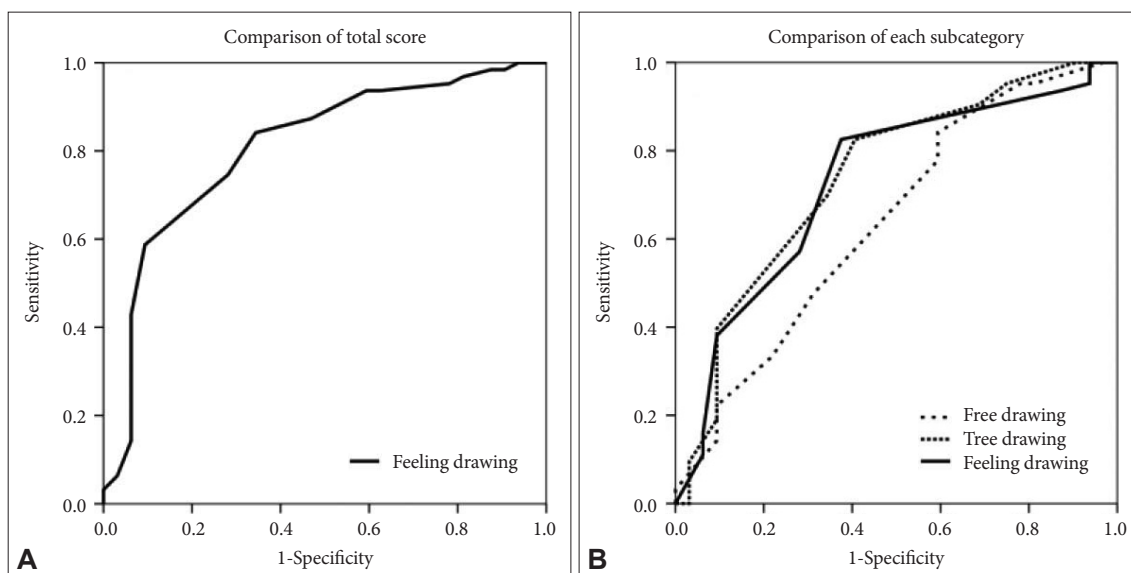 Comparison of total score
1.0
0.8
0.6
0.4
0.2
0.0
Sensitivity
Feeling drawing
0.0 0.2 0.4 0.6 0.8 1.0
1-Specificity
A
Comparison of each subcategory
1.0
0.8
0.6
0.4
0.2
0.0
Sensitivity
Free drawing
Tree drawing
Feeling drawing
0.0 0.2 0.4 0.6 0.8 1.0
1-Specificity
B